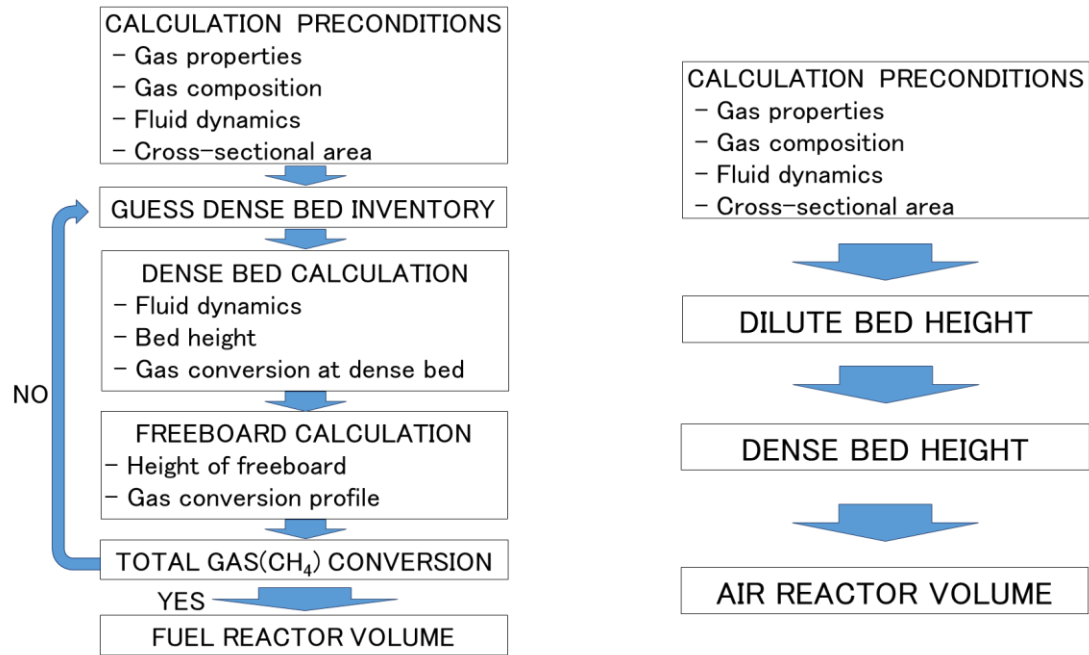 CALCULATION PRECONDITIONS
– Gas properties
– Gas composition
– Fluid dynamics
– Cross-sectional area
GUESS DENSE BED INVENTORY
DENSE BED CALCULATION
– Fluid dynamics
– Bed height
– Gas conversion at dense bed
NO
FREEBOARD CALCULATION
– Height of freeboard
– Gas conversion profile
TOTAL GAS(CH₄) CONVERSION
YES
FUEL REACTOR VOLUME
CALCULATION PRECONDITIONS
– Gas properties
– Gas composition
– Fluid dynamics
– Cross-sectional area
DILUTE BED HEIGHT
DENSE BED HEIGHT
AIR REACTOR VOLUME